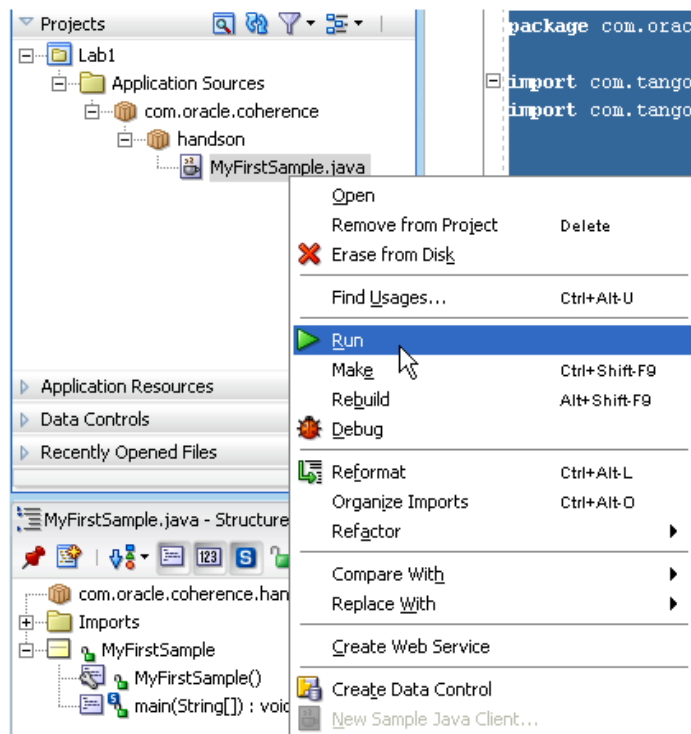 Projects
Lab1
Application Sources
com.oracle.coherence
handson
MyFirstSample.java
package com.orac
import com.tango
import com.tango
Open
Remove from Project Delete
Erase from Disk
Find Usages... Ctrl+Alt-U
Run
Make Ctrl+Shift-F9
Rebuild Alt+Shift-F9
Debug
Reformat Ctrl+Alt-L
Organize Imports Ctrl+Alt-O
Refactor
Compare With
Replace With
Create Web Service
Create Data Control
New Sample Java Client...
Application Resources
Data Controls
Recently Opened Files
MyFirstSample.java - Structure
123 S
com.oracle.coherence.han
Imports
MyFirstSample
MyFirstSample()
main(String[]) : void